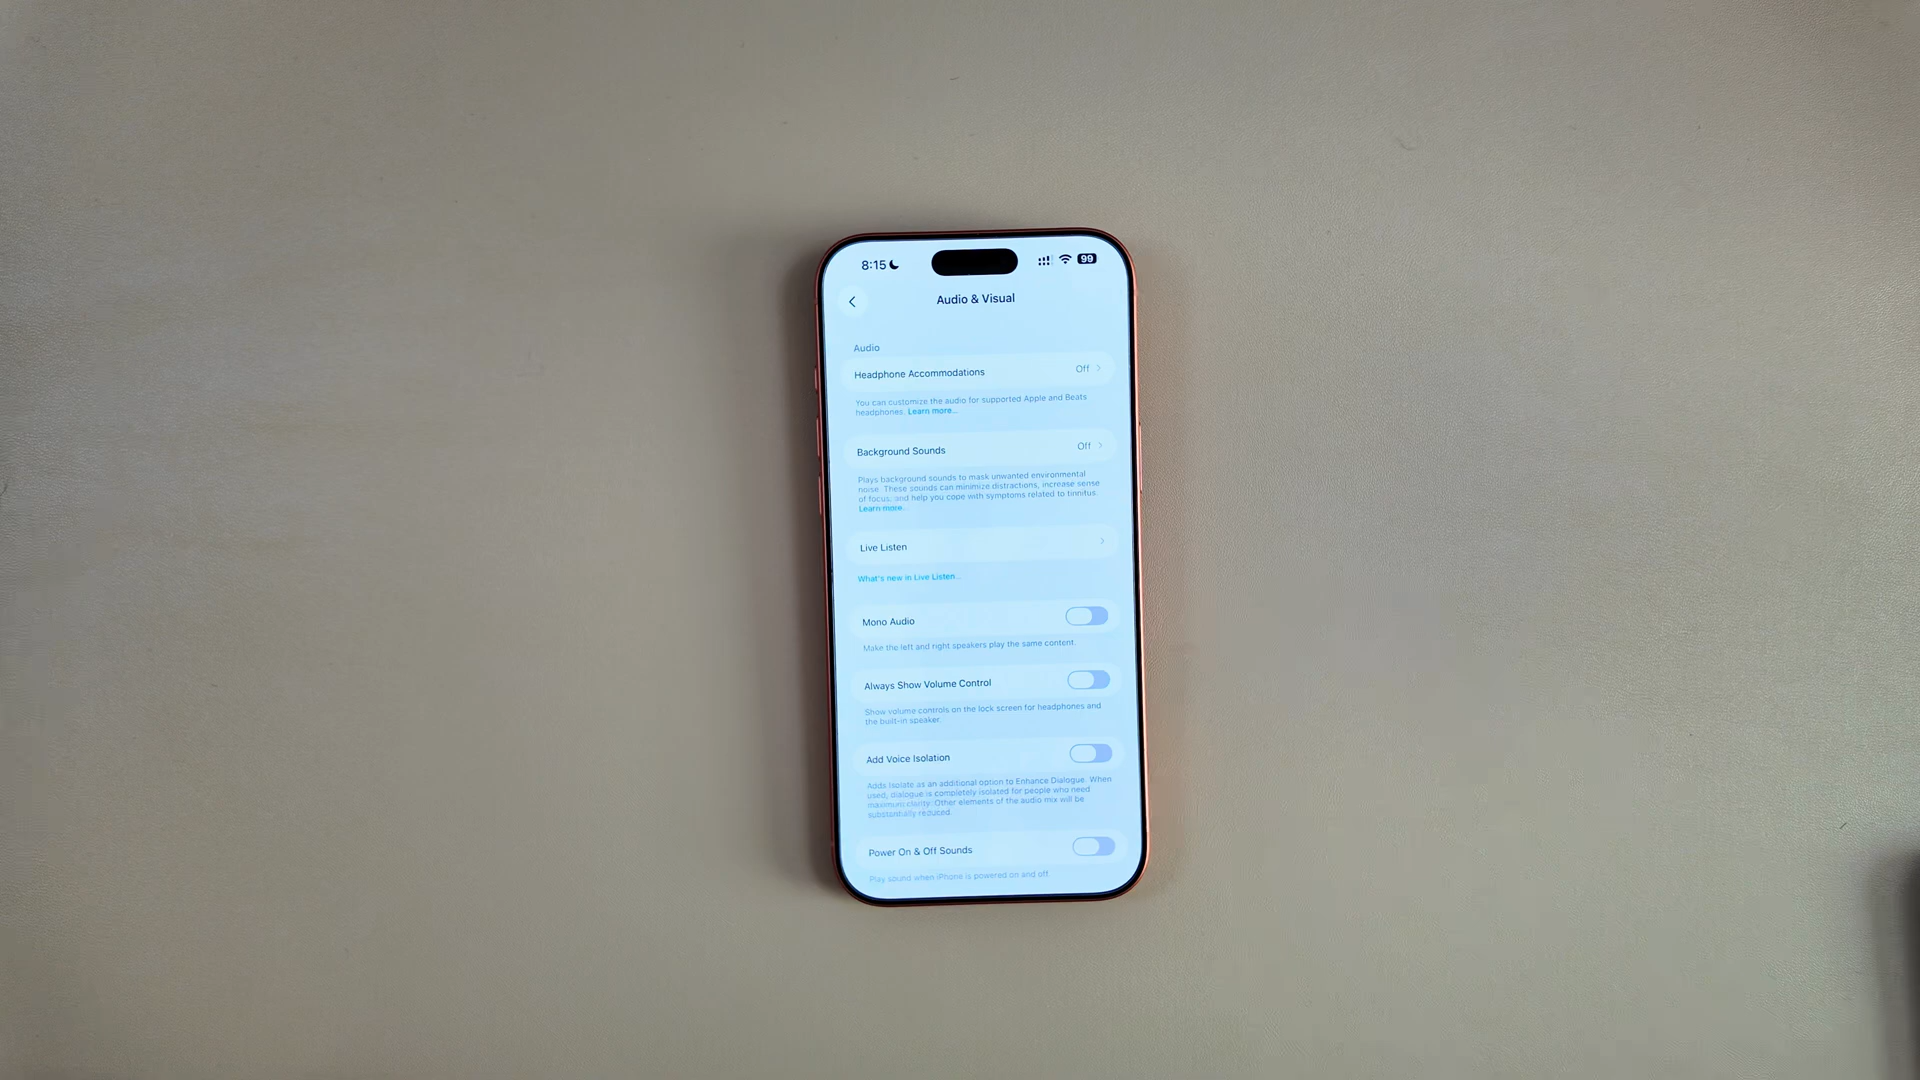 8:15
99
Audio & Visual
Audio
Headphone Accommodations Off
You can customize the audio for supported Apple and Beats
headphones. Learn more...
Background Sounds Off
Plays background sounds to mask unwanted environmental
noise. These sounds can minimize distractions, increase sense
of focus, and help you cope with symptoms related to tinnitus.
Learn more...
Live Listen
What's new in Live Listen...
Mono Audio
Make the left and right speakers play the same content.
Always Show Volume Control
Show volume controls on the lock screen for headphones and
the built-in speaker.
Add Voice Isolation
Adds Isolate as an additional option to Enhance Dialogue. When
used, dialogue is completely isolated for people who need
maximum clarity. Other elements of the audio mix will be
substantially reduced.
Power On & Off Sounds
Play sound when iPhone is powered on and off.